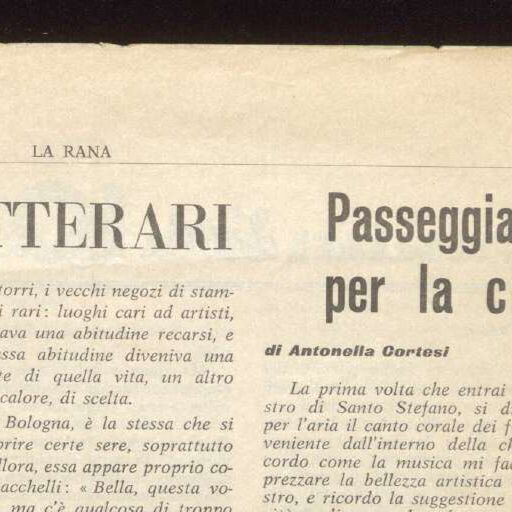 LA RANA
TTERARI
torri, i vecchi negozi di stam-
i rari: luoghi cari ad artisti,
ava una abitudine recarsi, e
essa abitudine diveniva una
te di quella vita, un altro
calore, di scelta.
Bologna, è la stessa che si
prire certe sere, soprattutto
llora, essa appare proprio co-
acchelli: « Bella, questa vo-
ma c'è qualcosa di troppo
Passeggia
per la c
di Antonella Cortesi
La prima volta che entrai
stro di Santo Stefano, si d
per l'aria il canto corale dei f
veniente dall'interno della ch
cordo come la musica mi fac
prezzare la bellezza artistica
stro, e ricordo la suggestione